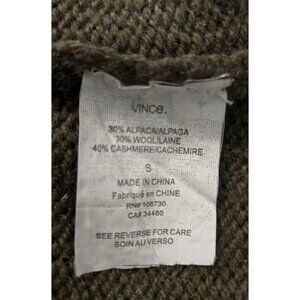 VINCE.
30% ALPACA/ALPAGA
30% WOOL/LAINE
40% CASHMERE/CACHEMIRE
S
MADE IN CHINA
Fabriqué en CHINE
RN# 106730
CA# 34460
SEE REVERSE FOR CARE
SOIN AU VERSO